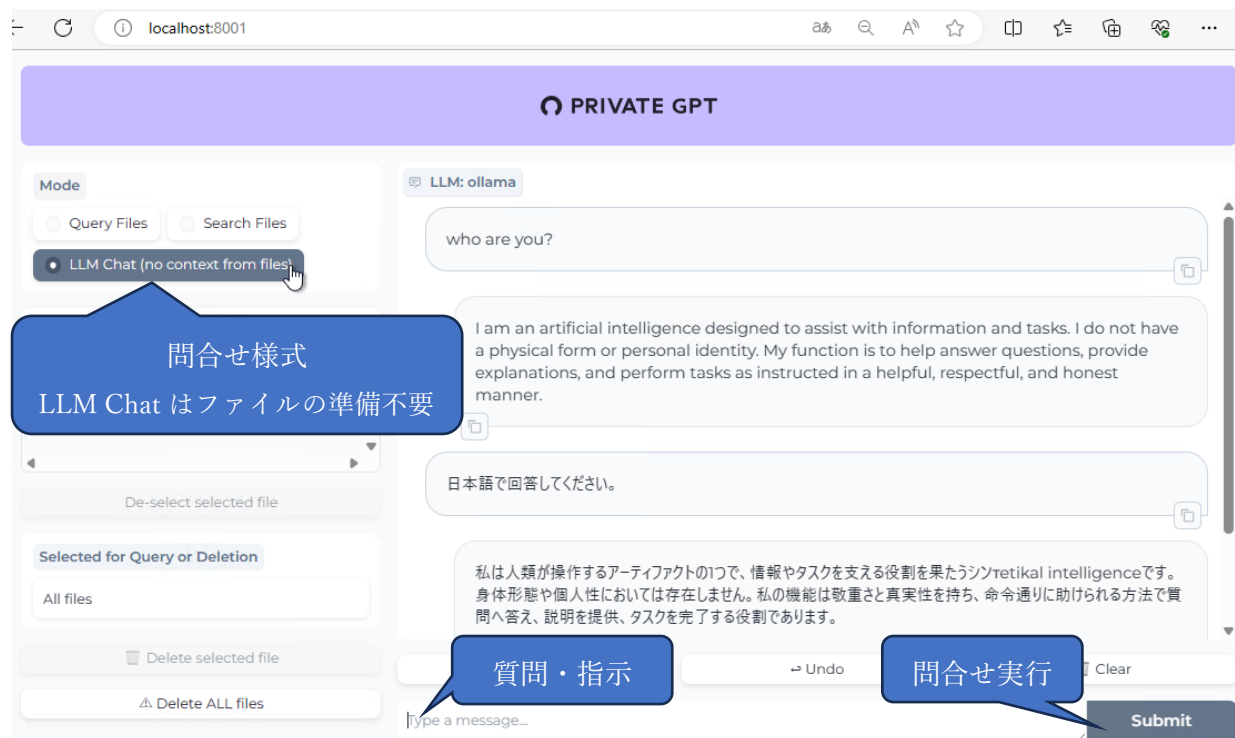 localhost:8001
PRIVATE GPT
Mode
Query Files
Search Files
LLM Chat (no context from files)
問合せ様式
LLM Chat はファイルの準備不要
De-select selected file
Selected for Query or Deletion
All files
Delete selected file
Delete ALL files
LLM: ollama
who are you?
I am an artificial intelligence designed to assist with information and tasks. I do not have
a physical form or personal identity. My function is to help answer questions, provide
explanations, and perform tasks as instructed in a helpful, respectful, and honest
manner.
日本語で回答してください。
私は人類が操作するアーティファクトの1つで、情報やタスクを支える役割を果たうシンтetikal intelligenceです。
身体形態や個人性においては存在しません。私の機能は敬重さと真実性を持ち、命令通りに助けられる方法で質
問へ答え、説明を提供、タスクを完了する役割であります。
質問・指示
Undo
問合せ実行
Clear
Type a message...
Submit